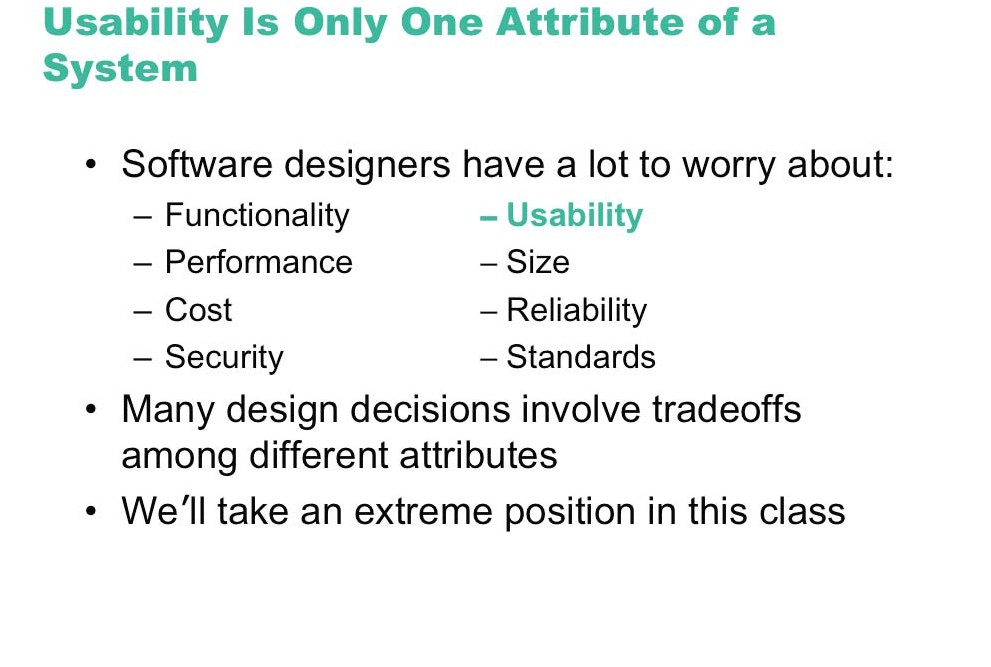 Usability Is Only One Attribute of a
System
• Software designers have a lot to worry about:
– Functionality – Usability
– Performance – Size
– Cost – Reliability
– Security – Standards
• Many design decisions involve tradeoffs
among different attributes
• We′ll take an extreme position in this class